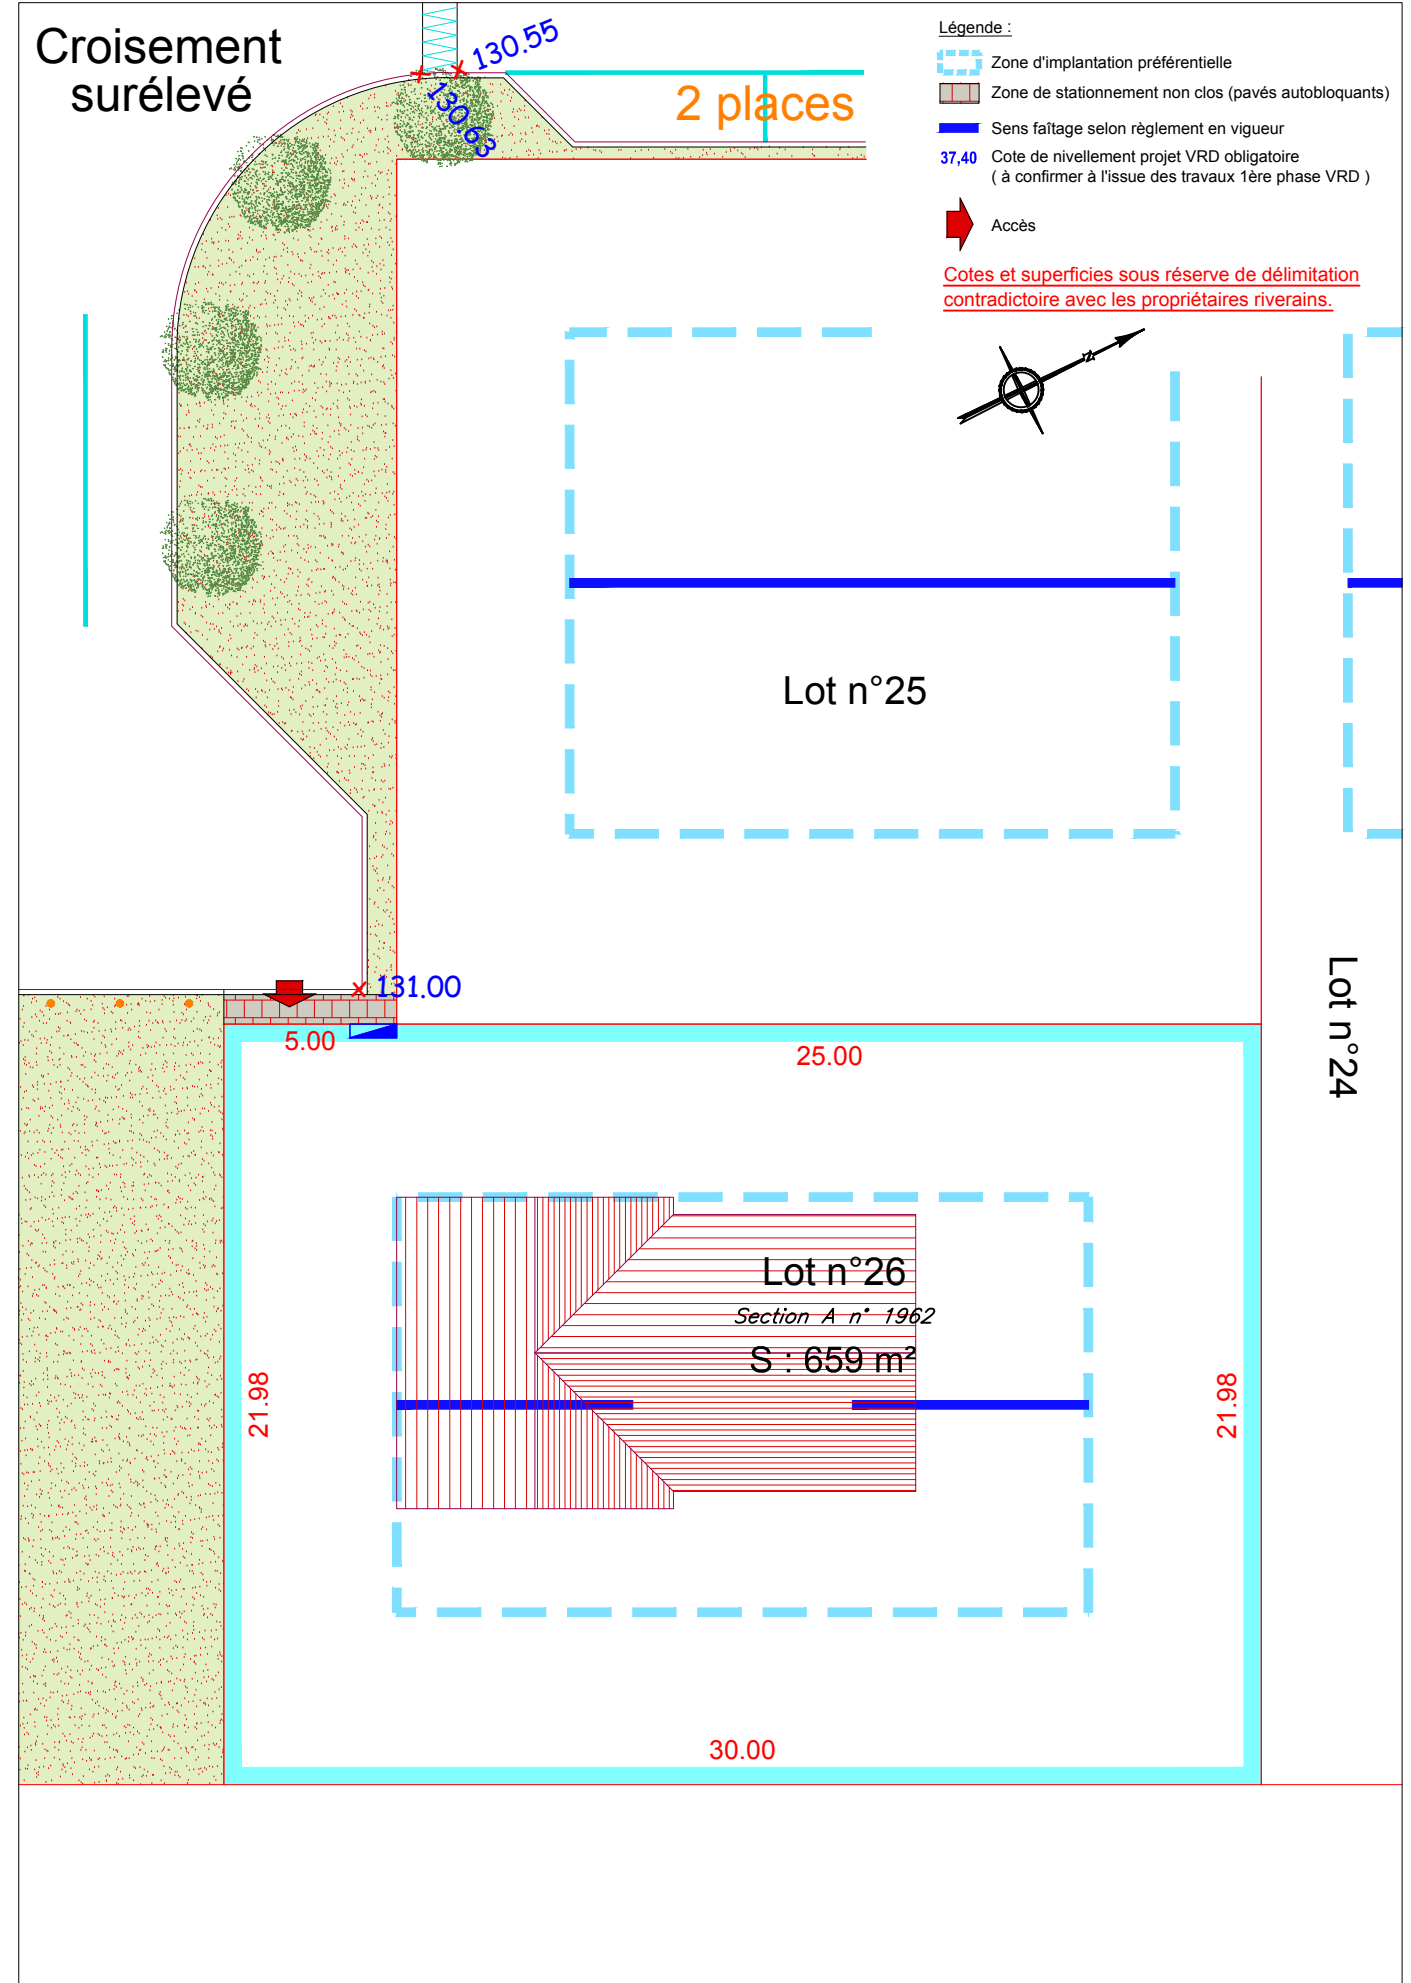 Croisement
surélevé
130.55
130.63
2 places
Légende :
Zone d'implantation préférentielle
Zone de stationnement non clos (pavés autobloquants)
Sens faîtage selon règlement en vigueur
37,40 Cote de nivellement projet VRD obligatoire
( à confirmer à l'issue des travaux 1ère phase VRD )
Accès
Cotes et superficies sous réserve de délimitation
contradictoire avec les propriétaires riverains.
N
Lot n°25
131.00
5.00
25.00
Lot n°24
Lot n°26
Section A n° 1962
S : 659 m²
21.98
21.98
30.00